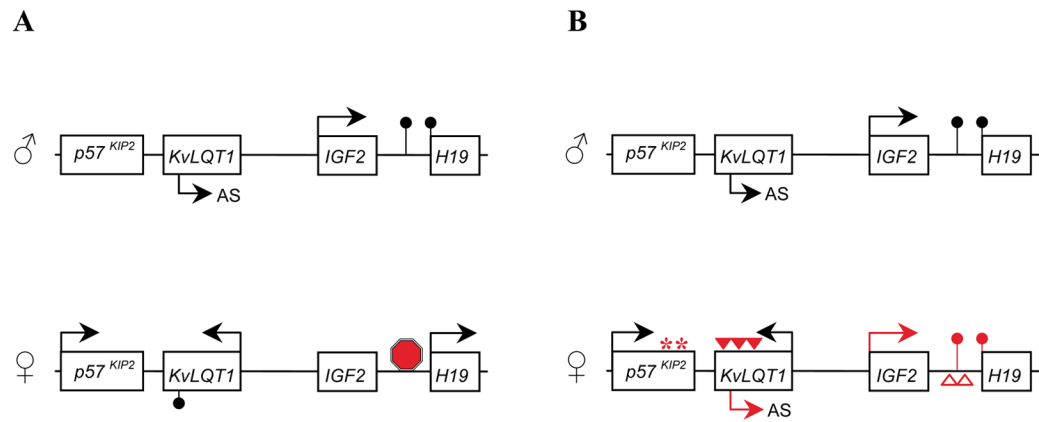 A
B
♂ p57 KIP2 KvLQT1 IGF2 H19
AS
♂ p57 KIP2 KvLQT1 IGF2 H19
AS
♀ p57 KIP2 KvLQT1 IGF2 H19
♀ p57 KIP2 ** KvLQT1 IGF2 H19
AS